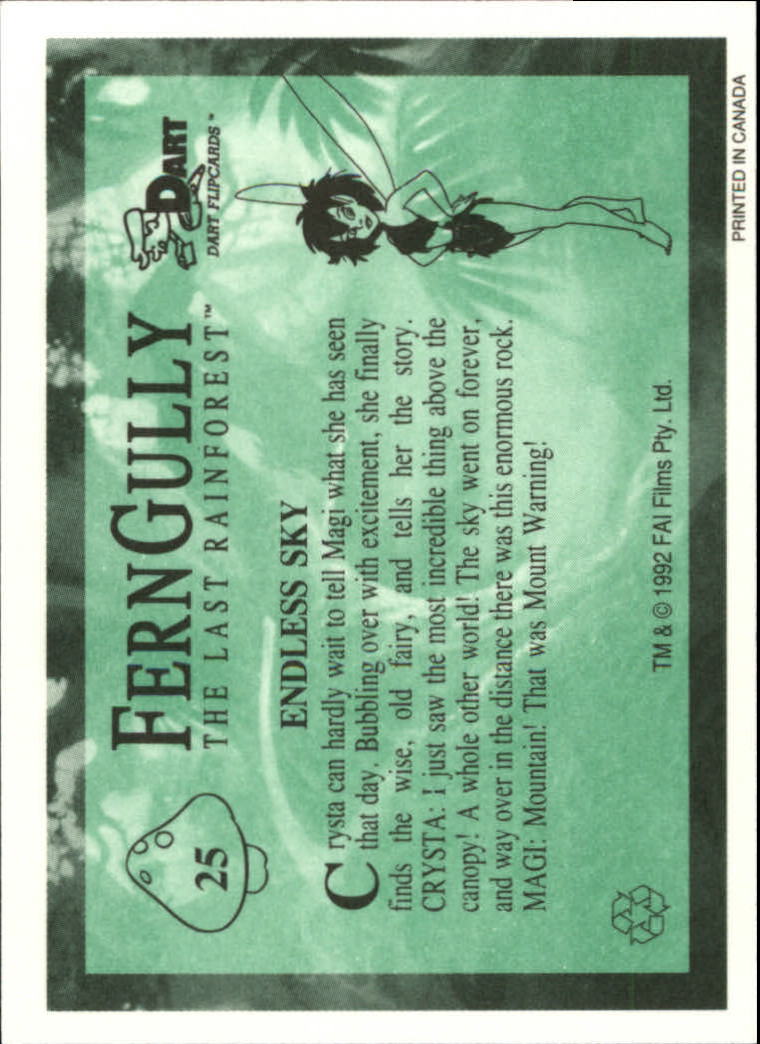 25
FERNGULLY
THE LAST RAINFOREST™
DART
DART FLIPCARDS™
ENDLESS SKY
Crysta can hardly wait to tell Magi what she has seen
that day. Bubbling over with excitement, she finally
finds the wise, old fairy, and tells her the story.
CRYSTA: I just saw the most incredible thing above the
canopy! A whole other world! The sky went on forever,
and way over in the distance there was this enormous rock.
MAGI: Mountain! That was Mount Warning!
TM & © 1992 FAI Films Pty. Ltd.
PRINTED IN CANADA